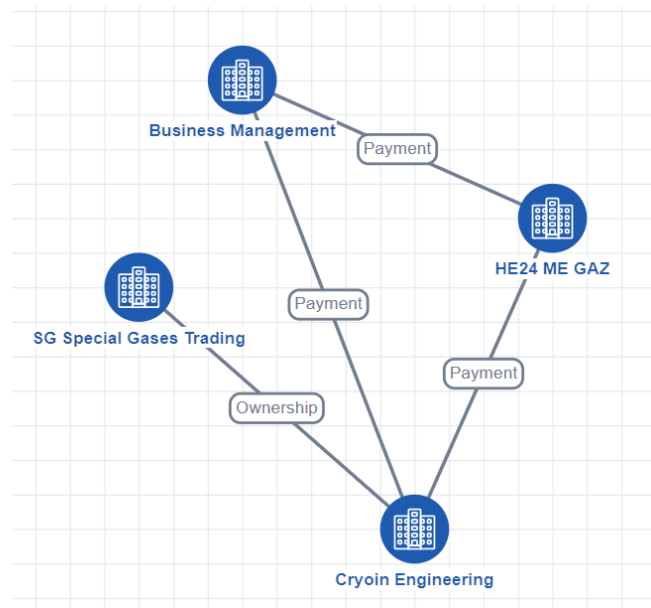 Business Management
Payment
HE24 ME GAZ
Payment
SG Special Gases Trading
Payment
Ownership
Cryoin Engineering